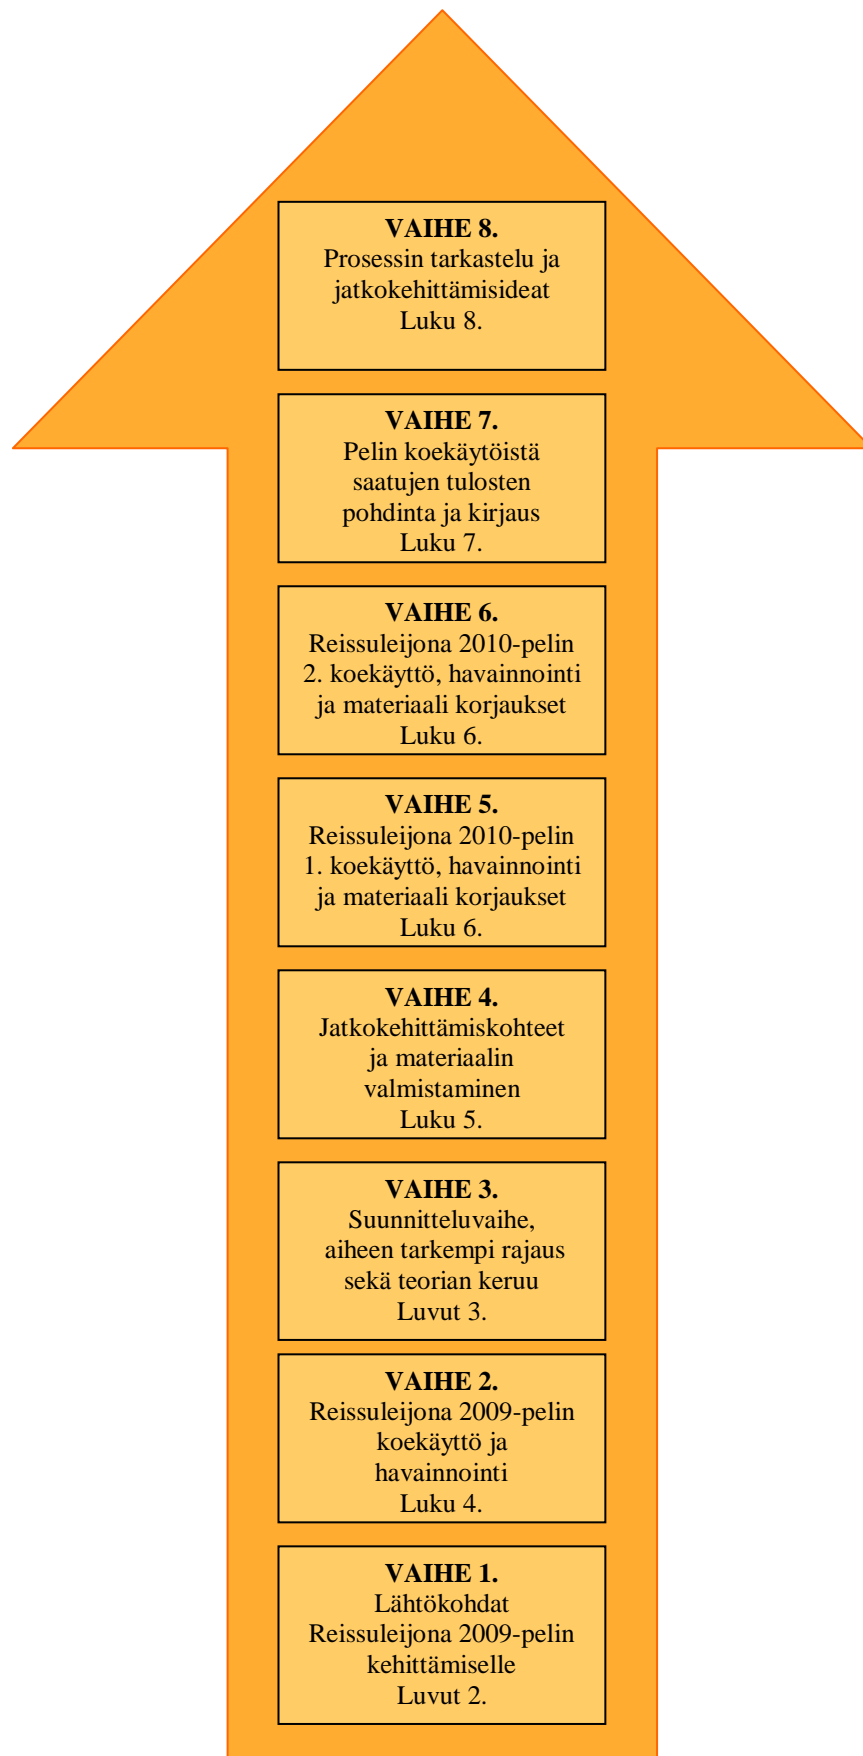 VAIHE 8.
Prosessin tarkastelu ja
jatkokehittämisideat
Luku 8.
VAIHE 7.
Pelin koekäytöistä
saatujen tulosten
pohdinta ja kirjaus
Luku 7.
VAIHE 6.
Reissuleijona 2010-pelin
2. koekäyttö, havainnointi
ja materiaali korjaukset
Luku 6.
VAIHE 5.
Reissuleijona 2010-pelin
1. koekäyttö, havainnointi
ja materiaali korjaukset
Luku 6.
VAIHE 4.
Jatkokehittämiskohteet
ja materiaalin
valmistaminen
Luku 5.
VAIHE 3.
Suunnitteluvaihe,
aiheen tarkempi rajaus
sekä teorian keruu
Luvut 3.
VAIHE 2.
Reissuleijona 2009-pelin
koekäyttö ja
havainnointi
Luku 4.
VAIHE 1.
Lähtökohdat
Reissuleijona 2009-pelin
kehittämiselle
Luvut 2.